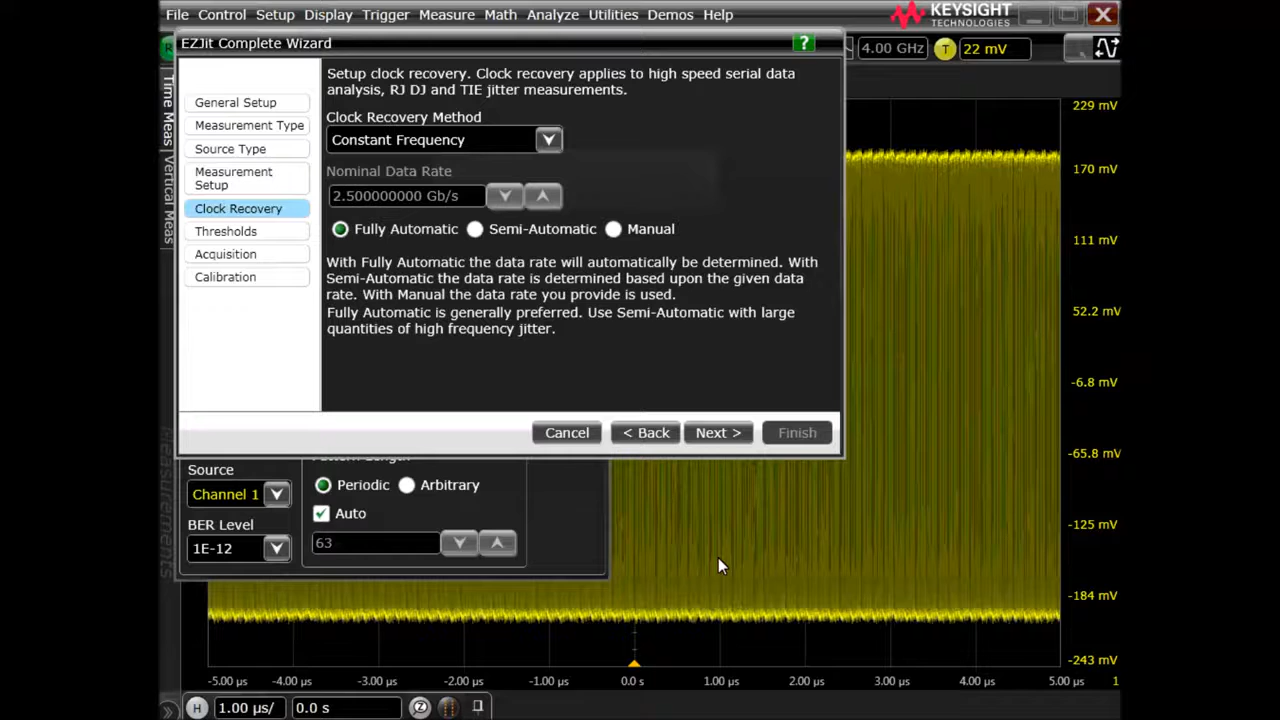 File Control Setup Display Trigger Measure Math Analyze Utilities Demos Help
KEYSIGHT
TECHNOLOGIES
EZJit Complete Wizard
?
4.00 GHz
T
22 mV
Time Meas
Vertical Meas
Measurements
General Setup
Measurement Type
Source Type
Measurement
Setup
Clock Recovery
Thresholds
Acquisition
Calibration
Setup clock recovery. Clock recovery applies to high speed serial data
analysis, RJ DJ and TIE jitter measurements.
Clock Recovery Method
Constant Frequency
Nominal Data Rate
2.500000000 Gb/s
Fully Automatic
Semi-Automatic
Manual
With Fully Automatic the data rate will automatically be determined. With
Semi-Automatic the data rate is determined based upon the given data
rate. With Manual the data rate you provide is used.
Fully Automatic is generally preferred. Use Semi-Automatic with large
quantities of high frequency jitter.
Cancel
< Back
Next >
Finish
Source
Channel 1
BER Level
1E-12
Pattern Length
Periodic
Arbitrary
Auto
63
229 mV
170 mV
111 mV
52.2 mV
-6.8 mV
-65.8 mV
-125 mV
-184 mV
-243 mV
-5.00 µs -4.00 µs -3.00 µs -2.00 µs -1.00 µs 0.0 s 1.00 µs 2.00 µs 3.00 µs 4.00 µs 5.00 µs 1
H
1.00 µs/
0.0 s
Z